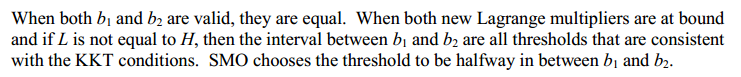 When both b₁ and b₂ are valid, they are equal. When both new Lagrange multipliers are at bound
and if L is not equal to H, then the interval between b₁ and b₂ are all thresholds that are consistent
with the KKT conditions. SMO chooses the threshold to be halfway in between b₁ and b₂.